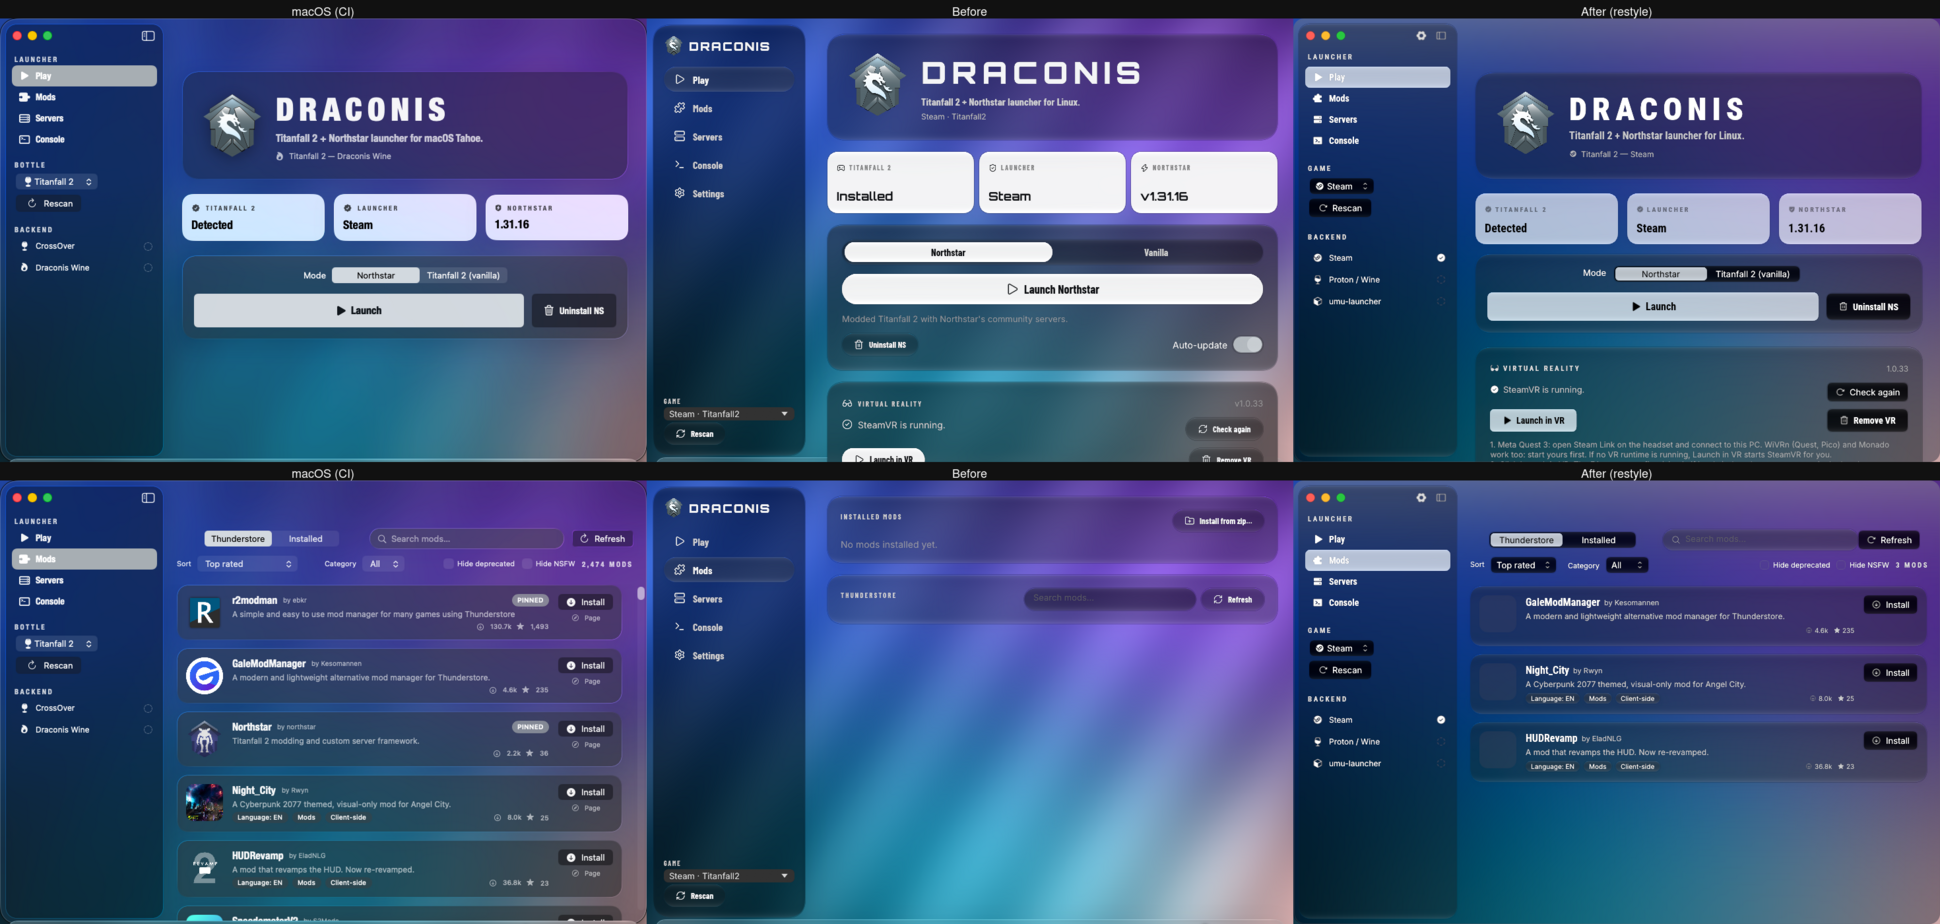 macOS (CI)
LAUNCHER
Play
Mods
Servers
Console
BOTTLE
Titanfall 2
Rescan
BACKEND
CrossOver
Draconis Wine
DRACONIS
Titanfall 2 + Northstar launcher for macOS Tahoe.
Titanfall 2 — Draconis Wine
TITANFALL 2
Detected
LAUNCHER
Steam
NORTHSTAR
1.31.16
Mode Northstar Titanfall 2 (vanilla)
Launch
Uninstall NS
Before
DRACONIS
Play
Mods
Servers
Console
Settings
GAME
Steam · Titanfall2
Rescan
DRACONIS
Titanfall 2 + Northstar launcher for Linux.
Steam · Titanfall2
TITANFALL 2
Installed
LAUNCHER
Steam
NORTHSTAR
v1.31.16
Northstar Vanilla
Launch Northstar
Modded Titanfall 2 with Northstar's community servers.
Uninstall NS
Auto-update
VIRTUAL REALITY v1.0.33
SteamVR is running.
Check again
Launch in VR
Remove VR
After (restyle)
LAUNCHER
Play
Mods
Servers
Console
GAME
Steam
Rescan
BACKEND
Steam
Proton / Wine
umu-launcher
DRACONIS
Titanfall 2 + Northstar launcher for Linux.
Titanfall 2 — Steam
TITANFALL 2
Detected
LAUNCHER
Steam
NORTHSTAR
1.31.16
Mode Northstar Titanfall 2 (vanilla)
Launch
Uninstall NS
VIRTUAL REALITY 1.0.33
SteamVR is running.
Check again
Launch in VR
Remove VR
1. Meta Quest 3: open Steam Link on the headset and connect to this PC. WiVRn (Quest, Pico) and Monado
work too: start yours first. If no VR runtime is running, Launch in VR starts SteamVR for you.
macOS (CI)
LAUNCHER
Play
Mods
Servers
Console
BOTTLE
Titanfall 2
Rescan
BACKEND
CrossOver
Draconis Wine
Thunderstore Installed
Search mods...
Refresh
Sort Top rated Category All Hide deprecated Hide NSFW 2,474 MODS
r2modman by ebkr PINNED
A simple and easy to use mod manager for many games using Thunderstore
130.7k 1,493
Install
Page
GaleModManager by Kesomannen
A modern and lightweight alternative mod manager for Thunderstore.
4.6k 235
Install
Page
Northstar by northstar PINNED
Titanfall 2 modding and custom server framework.
2.2k 36
Install
Page
Night_City by Rwyn
A Cyberpunk 2077 themed, visual-only mod for Angel City.
Language: EN Mods Client-side
8.0k 25
Install
Page
HUDRevamp by EladNLG
A mod that revamps the HUD. Now re-revamped.
Language: EN Mods Client-side
36.8k 23
Install
Page
Before
DRACONIS
Play
Mods
Servers
Console
Settings
GAME
Steam · Titanfall2
Rescan
INSTALLED MODS
Install from zip...
No mods installed yet.
THUNDERSTORE
Search mods...
Refresh
After (restyle)
LAUNCHER
Play
Mods
Servers
Console
GAME
Steam
Rescan
BACKEND
Steam
Proton / Wine
umu-launcher
Thunderstore Installed
Search mods...
Refresh
Sort Top rated Category All Hide deprecated Hide NSFW 3 MODS
GaleModManager by Kesomannen
A modern and lightweight alternative mod manager for Thunderstore.
4.6k 235
Install
Night_City by Rwyn
A Cyberpunk 2077 themed, visual-only mod for Angel City.
Language: EN Mods Client-side
8.0k 25
Install
HUDRevamp by EladNLG
A mod that revamps the HUD. Now re-revamped.
Language: EN Mods Client-side
36.8k 23
Install